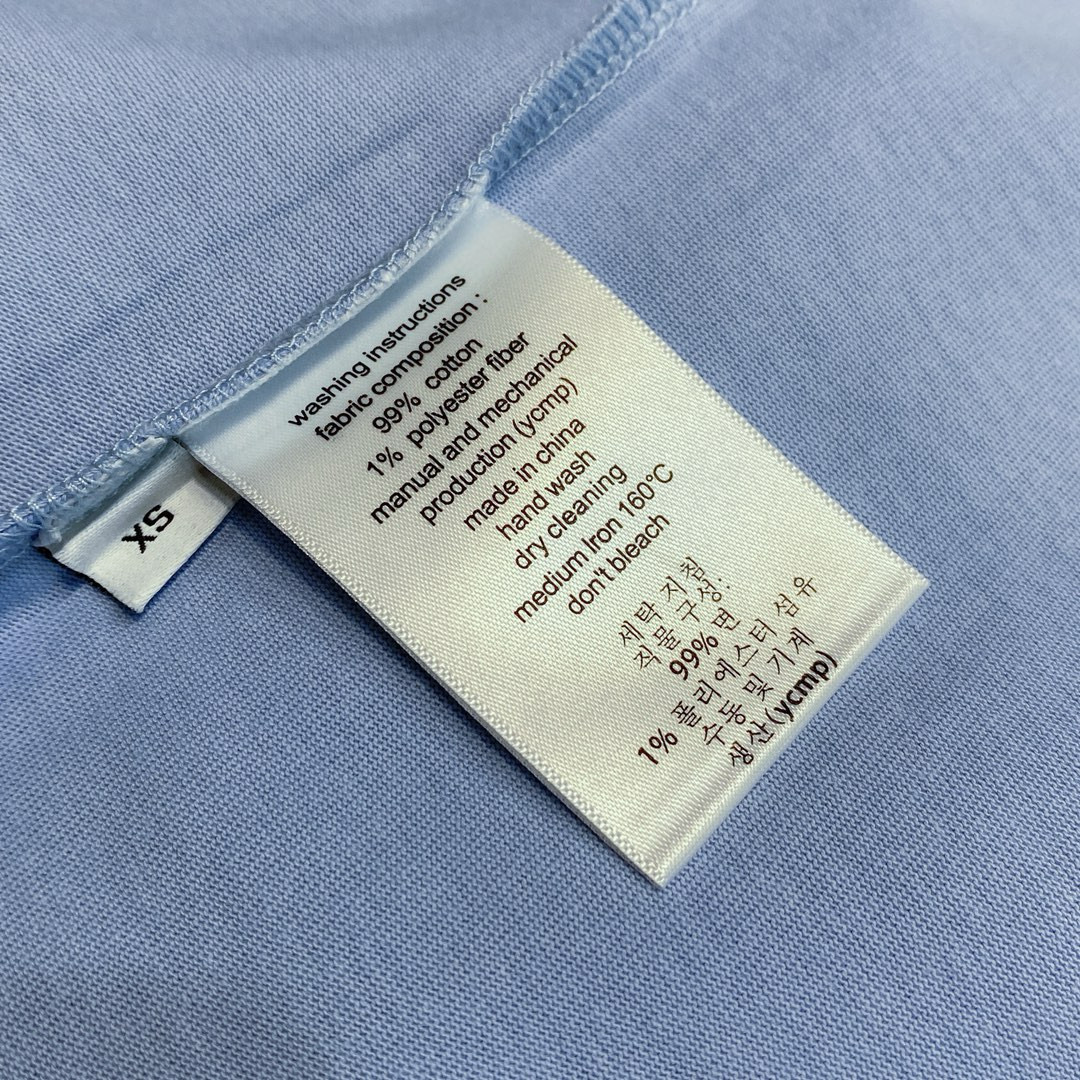 washing instructions
fabric composition :
99% cotton
1% polyester fiber
manual and mechanical
production (ycmp)
made in china
hand wash
dry cleaning
medium Iron 160°C
don't bleach
세탁 지침
직물 구성:
99% 면
1% 폴리에스터 섬유
수동 및 기계
생산(ycmp)
XS